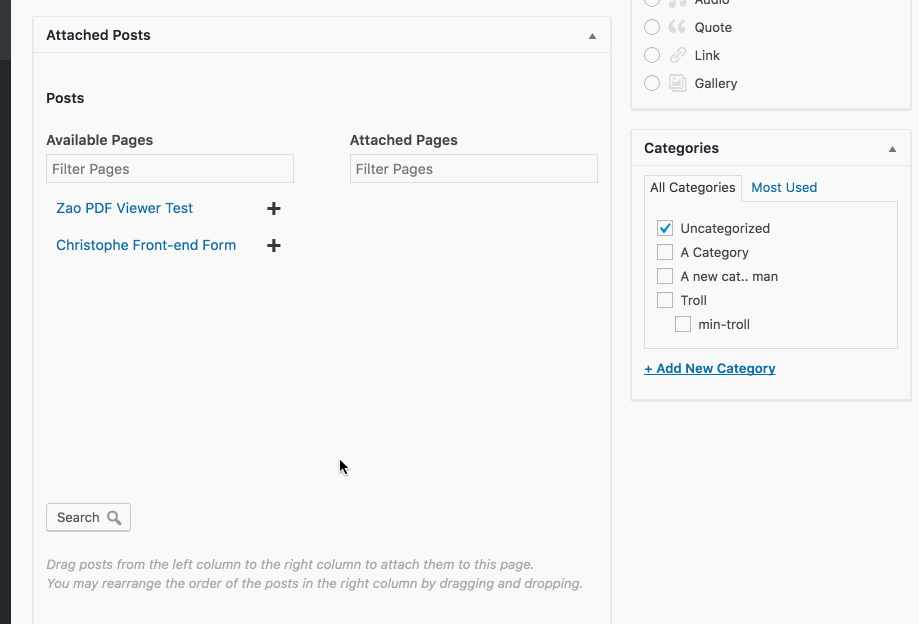 Attached Posts
Posts
Available Pages
Attached Pages
Filter Pages
Filter Pages
Zao PDF Viewer Test
Christophe Front-end Form
Search
Drag posts from the left column to the right column to attach them to this page.
You may rearrange the order of the posts in the right column by dragging and dropping.
Audio
Quote
Link
Gallery
Categories
All Categories
Most Used
Uncategorized
A Category
A new cat.. man
Troll
min-troll
+ Add New Category